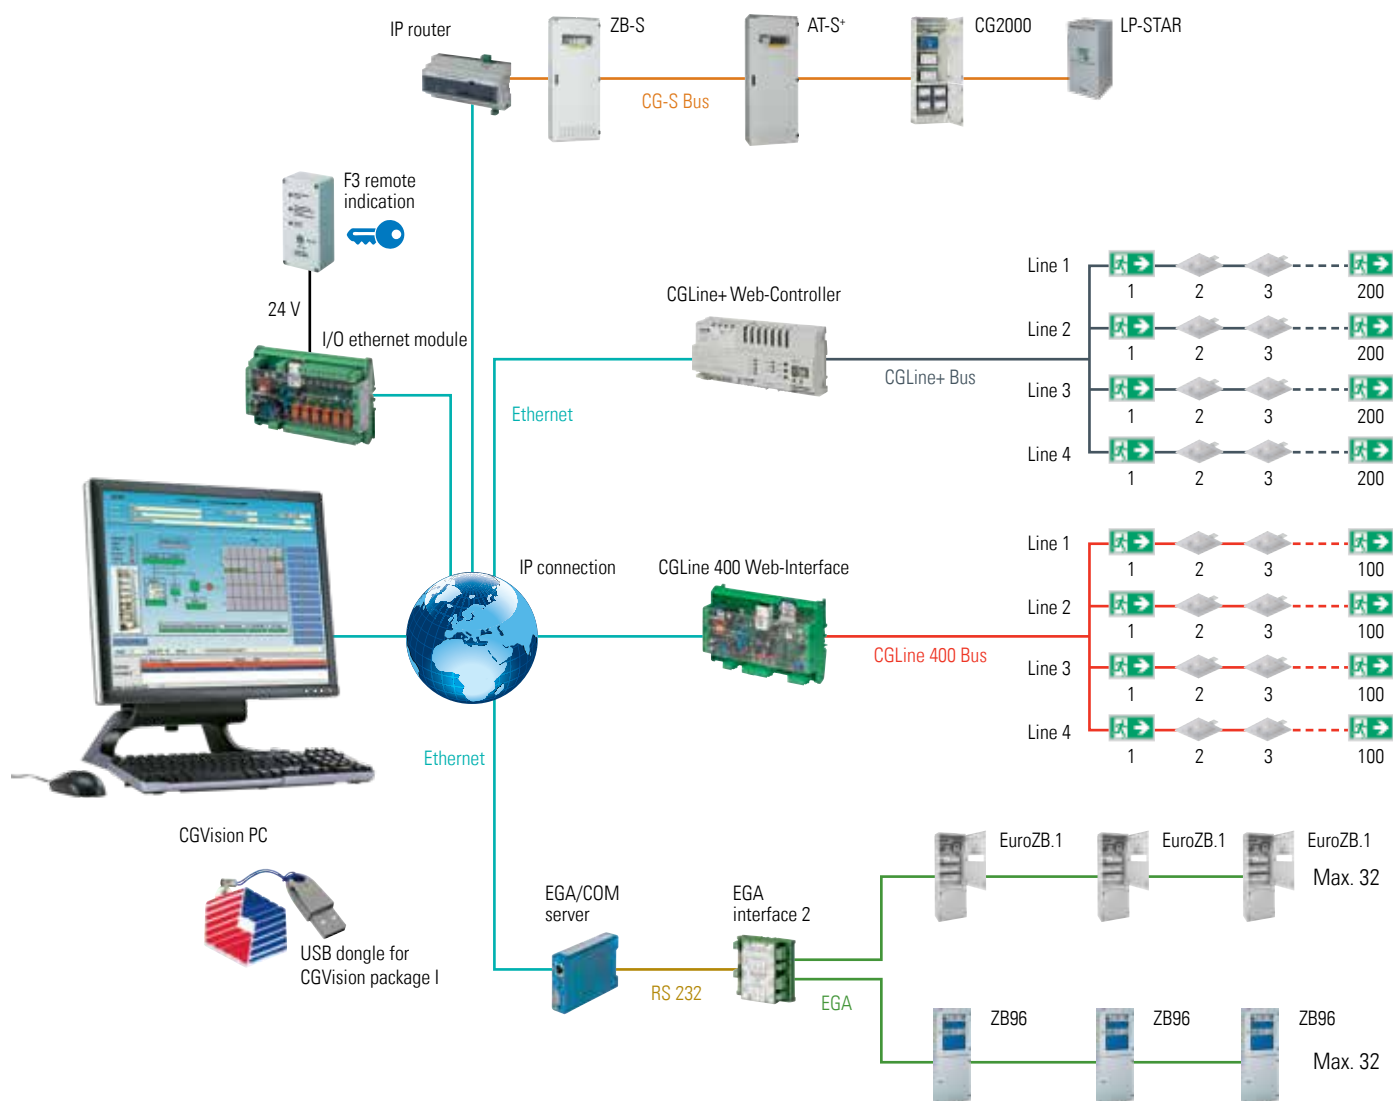 IP router
ZB-S
AT-S+
CG2000
LP-STAR
CG-S Bus
F3 remote
indication
24 V
I/O ethernet module
CGLine+ Web-Controller
Ethernet
CGLine+ Bus
Line 1
1 2 3 200
Line 2
1 2 3 200
Line 3
1 2 3 200
Line 4
1 2 3 200
IP connection
CGLine 400 Web-Interface
CGLine 400 Bus
Line 1
1 2 3 100
Line 2
1 2 3 100
Line 3
1 2 3 100
Line 4
1 2 3 100
Ethernet
CGVision PC
USB dongle for
CGVision package I
EGA/COM
server
RS 232
EGA
interface 2
EGA
EuroZB.1
EuroZB.1
EuroZB.1
Max. 32
ZB96
ZB96
ZB96
Max. 32